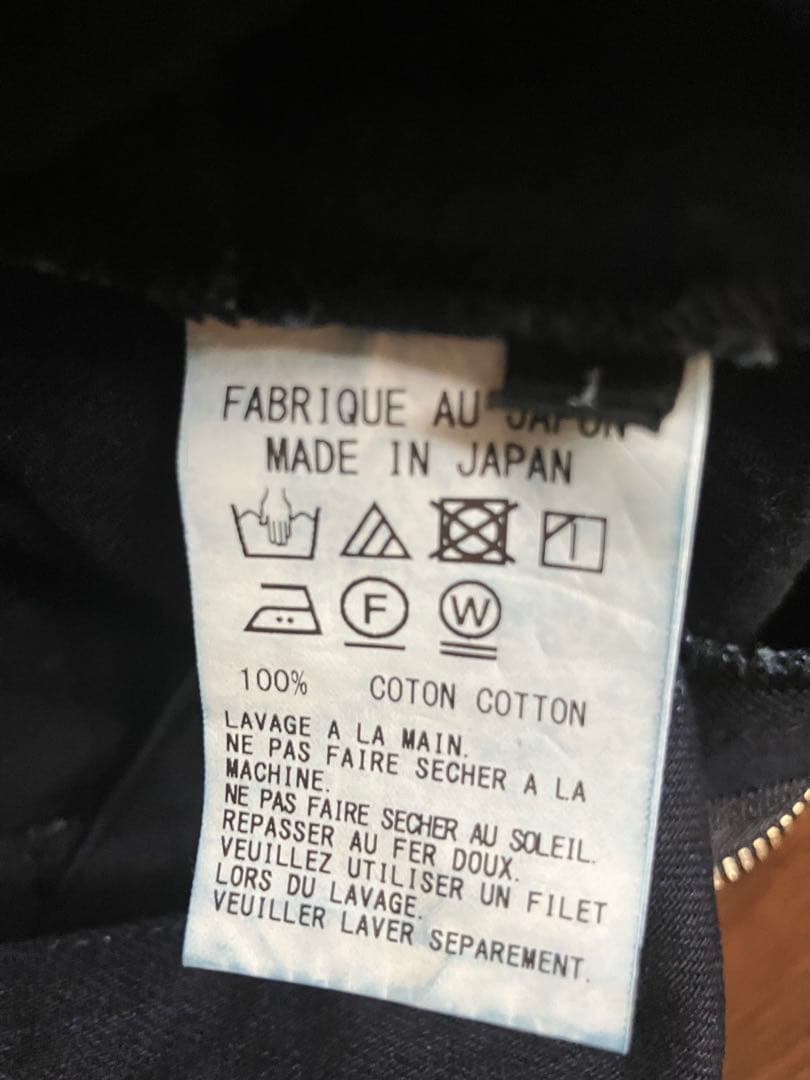 FABRIQUE AU JAPON
MADE IN JAPAN
F W
100% COTON COTTON
LAVAGE A LA MAIN.
NE PAS FAIRE SECHER A LA
MACHINE.
NE PAS FAIRE SECHER AU SOLEIL.
REPASSER AU FER DOUX.
VEUILLEZ UTILISER UN FILET
LORS DU LAVAGE.
VEUILLER LAVER SEPAREMENT.